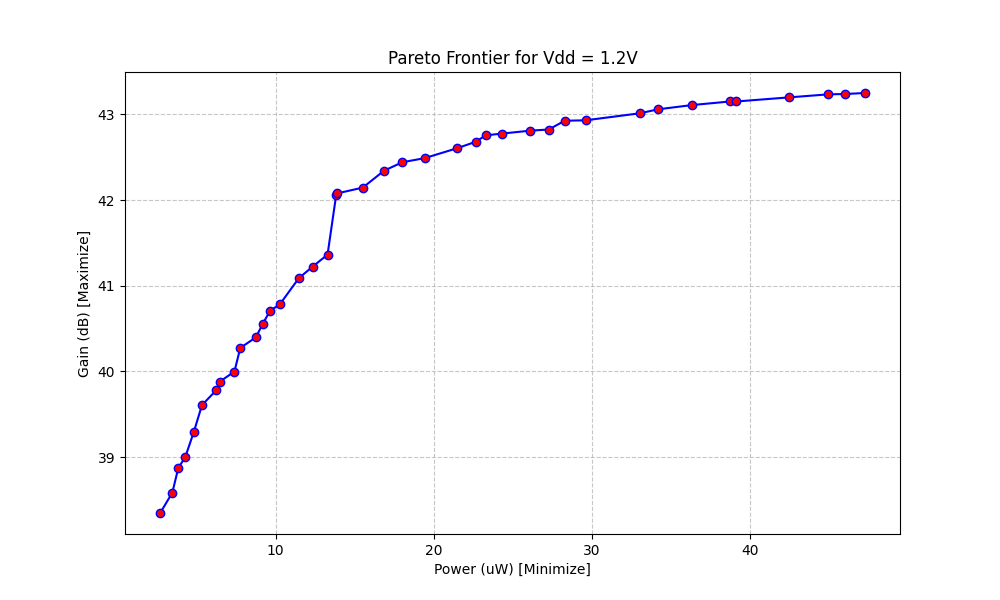 Pareto Frontier for Vdd = 1.2V
Gain (dB) [Maximize]
43
42
41
40
39
10 20 30 40
Power (uW) [Minimize]